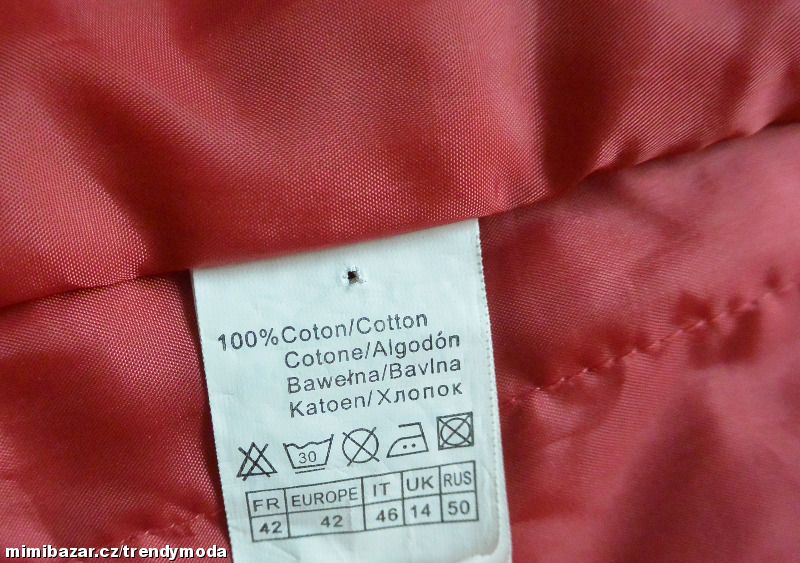 100% Coton/Cotton
Cotone/Algodón
Bawełna/Bavlna
Katoen/Хлопок
30
FR EUROPE IT UK RUS
42 42 46 14 50
mimibazar.cz/trendymoda